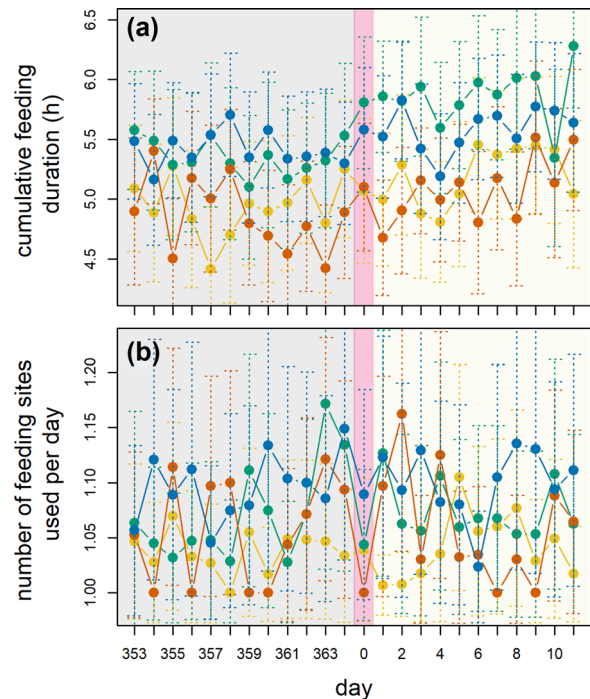 (a)
cumulative feeding
duration (h)
6.5
6.0
5.5
5.0
4.5
(b)
number of feeding sites
used per day
1.20
1.15
1.10
1.05
1.00
353 355 357 359 361 363 0 2 4 6 8 10
day